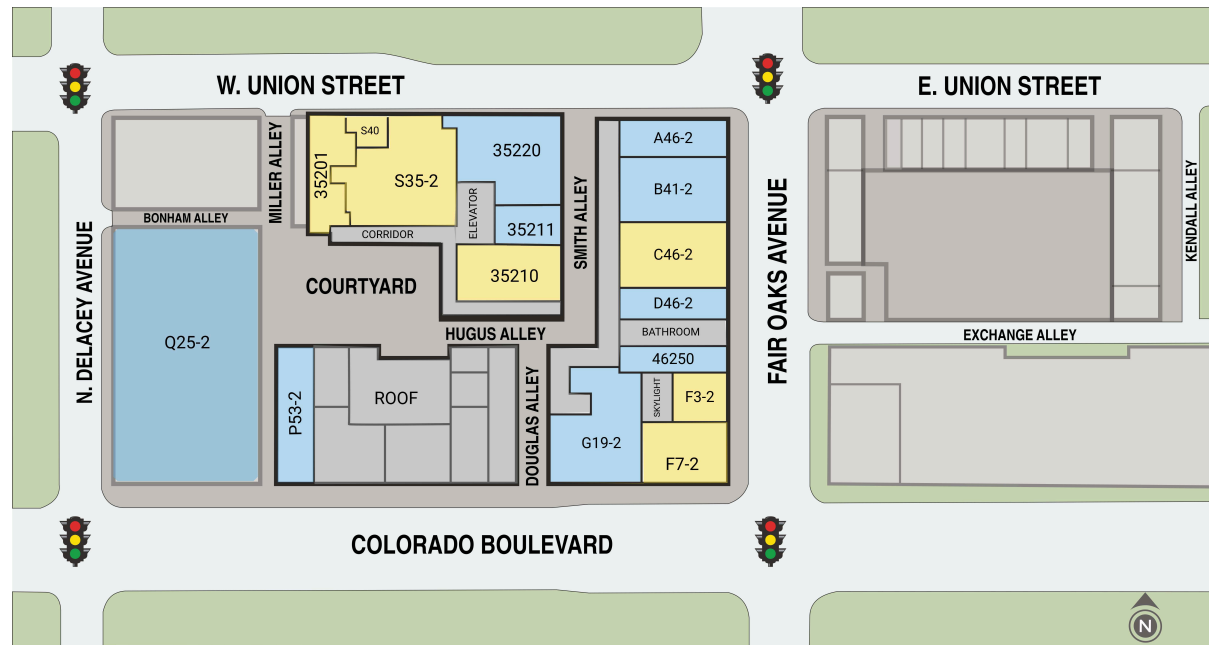 W. UNION STREET
E. UNION STREET
35201
S40
S35-2
35220
ELEVATOR
35211
CORRIDOR
35210
MILLER ALLEY
BONHAM ALLEY
N. DELACEY AVENUE
Q25-2
COURTYARD
HUGUS ALLEY
SMITH ALLEY
A46-2
B41-2
C46-2
D46-2
BATHROOM
46250
SKYLIGHT
F3-2
F7-2
G19-2
P53-2
ROOF
DOUGLAS ALLEY
FAIR OAKS AVENUE
KENDALL ALLEY
EXCHANGE ALLEY
COLORADO BOULEVARD
N